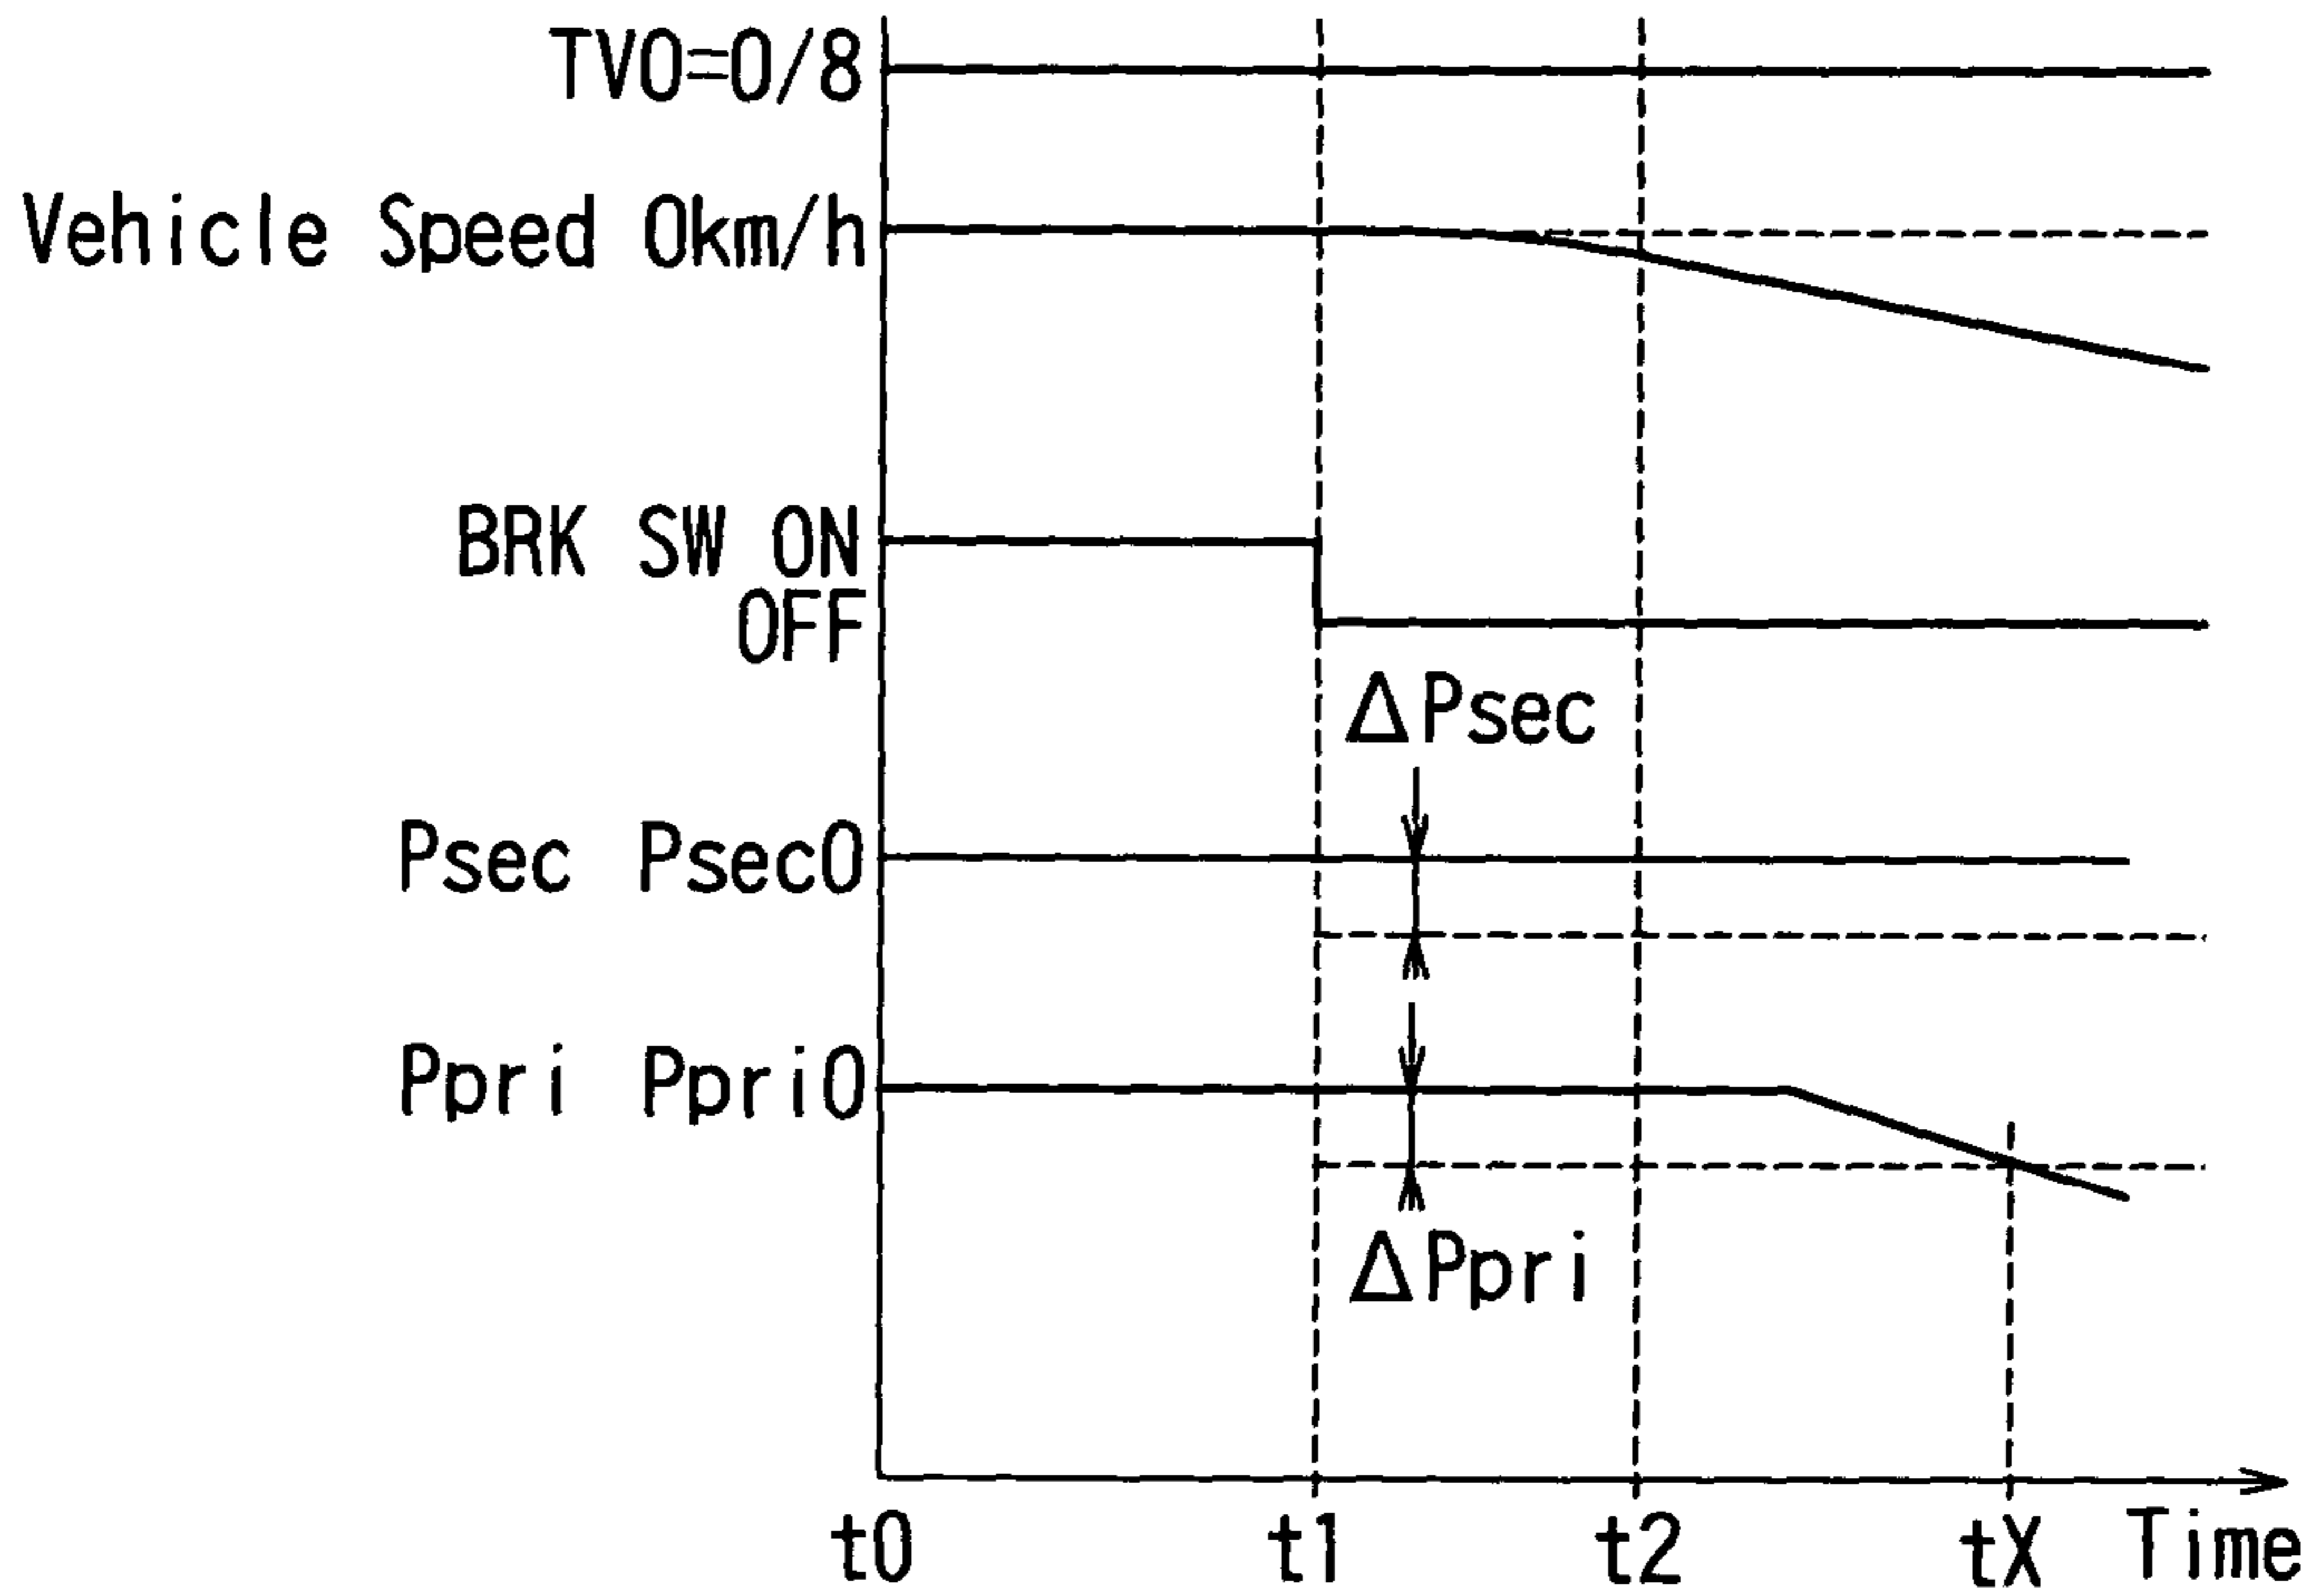 TVO=0/8
Vehicle Speed 0km/h
BRK SW ON
OFF
ΔPsec
Psec Psec0
Ppri Ppri0
ΔPpri
t0 t1 t2 tX Time